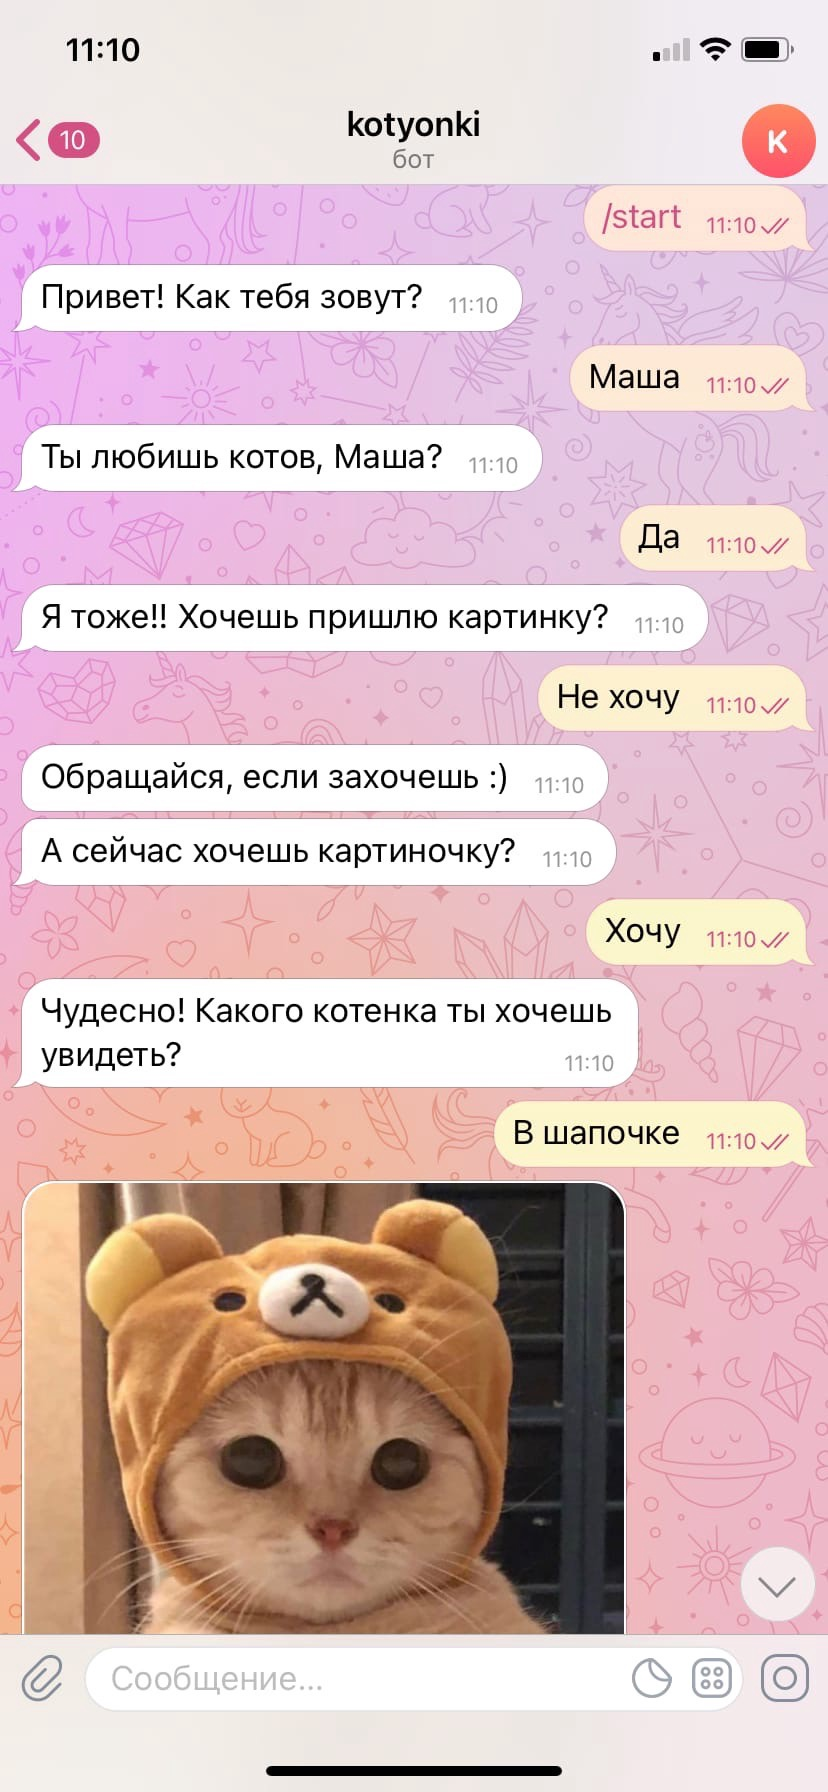 11:10
10
kotyonki
бот
K
/start 11:10
Привет! Как тебя зовут? 11:10
Маша 11:10
Ты любишь котов, Маша? 11:10
Да 11:10
Я тоже!! Хочешь пришлю картинку? 11:10
Не хочу 11:10
Обращайся, если захочешь :) 11:10
А сейчас хочешь картиночку? 11:10
Хочу 11:10
Чудесно! Какого котенка ты хочешь
увидеть? 11:10
В шапочке 11:10
Сообщение...